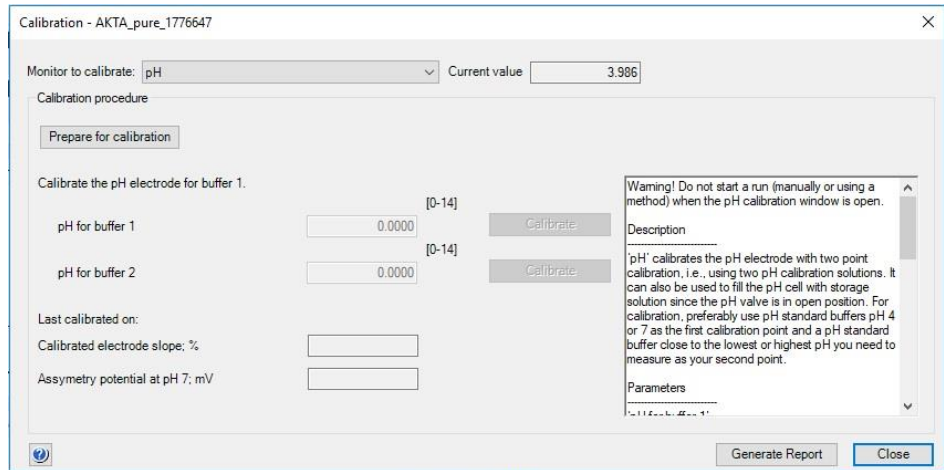 Calibration - AKTA_pure_1776647
Monitor to calibrate: pH Current value 3.986
Calibration procedure
Prepare for calibration
Calibrate the pH electrode for buffer 1.
[0-14]
pH for buffer 1 0.0000 Calibrate
[0-14]
pH for buffer 2 0.0000 Calibrate
Last calibrated on:
Calibrated electrode slope; %
Assymetry potential at pH 7; mV
Warning! Do not start a run (manually or using a
method) when the pH calibration window is open.
Description
---------------------------
'pH' calibrates the pH electrode with two point
calibration, i.e., using two pH calibration solutions. It
can also be used to fill the pH cell with storage
solution since the pH valve is in open position. For
calibration, preferably use pH standard buffers pH 4
or 7 as the first calibration point and a pH standard
buffer close to the lowest or highest pH you need to
measure as your second point.
Parameters
---------------------------
'pH for buffer 1'
Generate Report Close